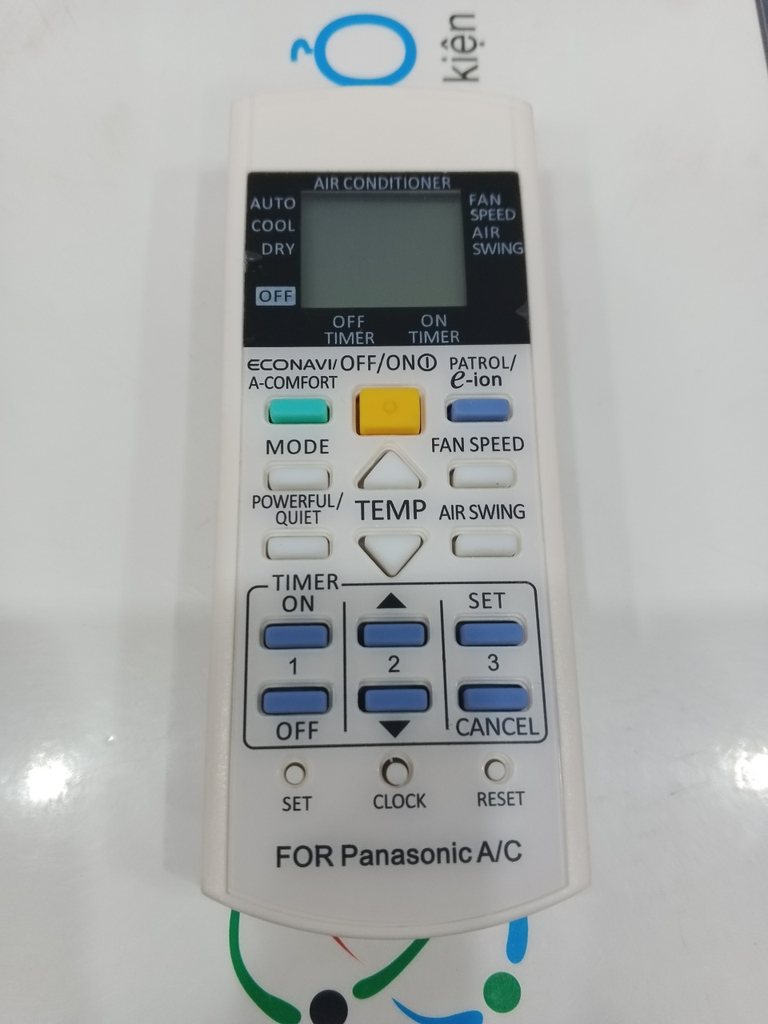 kiện
AIR CONDITIONER
AUTO
COOL
DRY
OFF
FAN
SPEED
AIR
SWING
OFF
TIMER
ON
TIMER
ECONAVI/
A-COMFORT
OFF/ON
PATROL/
e-ion
MODE
FAN SPEED
POWERFUL/
QUIET
TEMP
AIR SWING
TIMER
ON
▲
SET
1
2
3
OFF
▼
CANCEL
SET
CLOCK
RESET
FOR Panasonic A/C